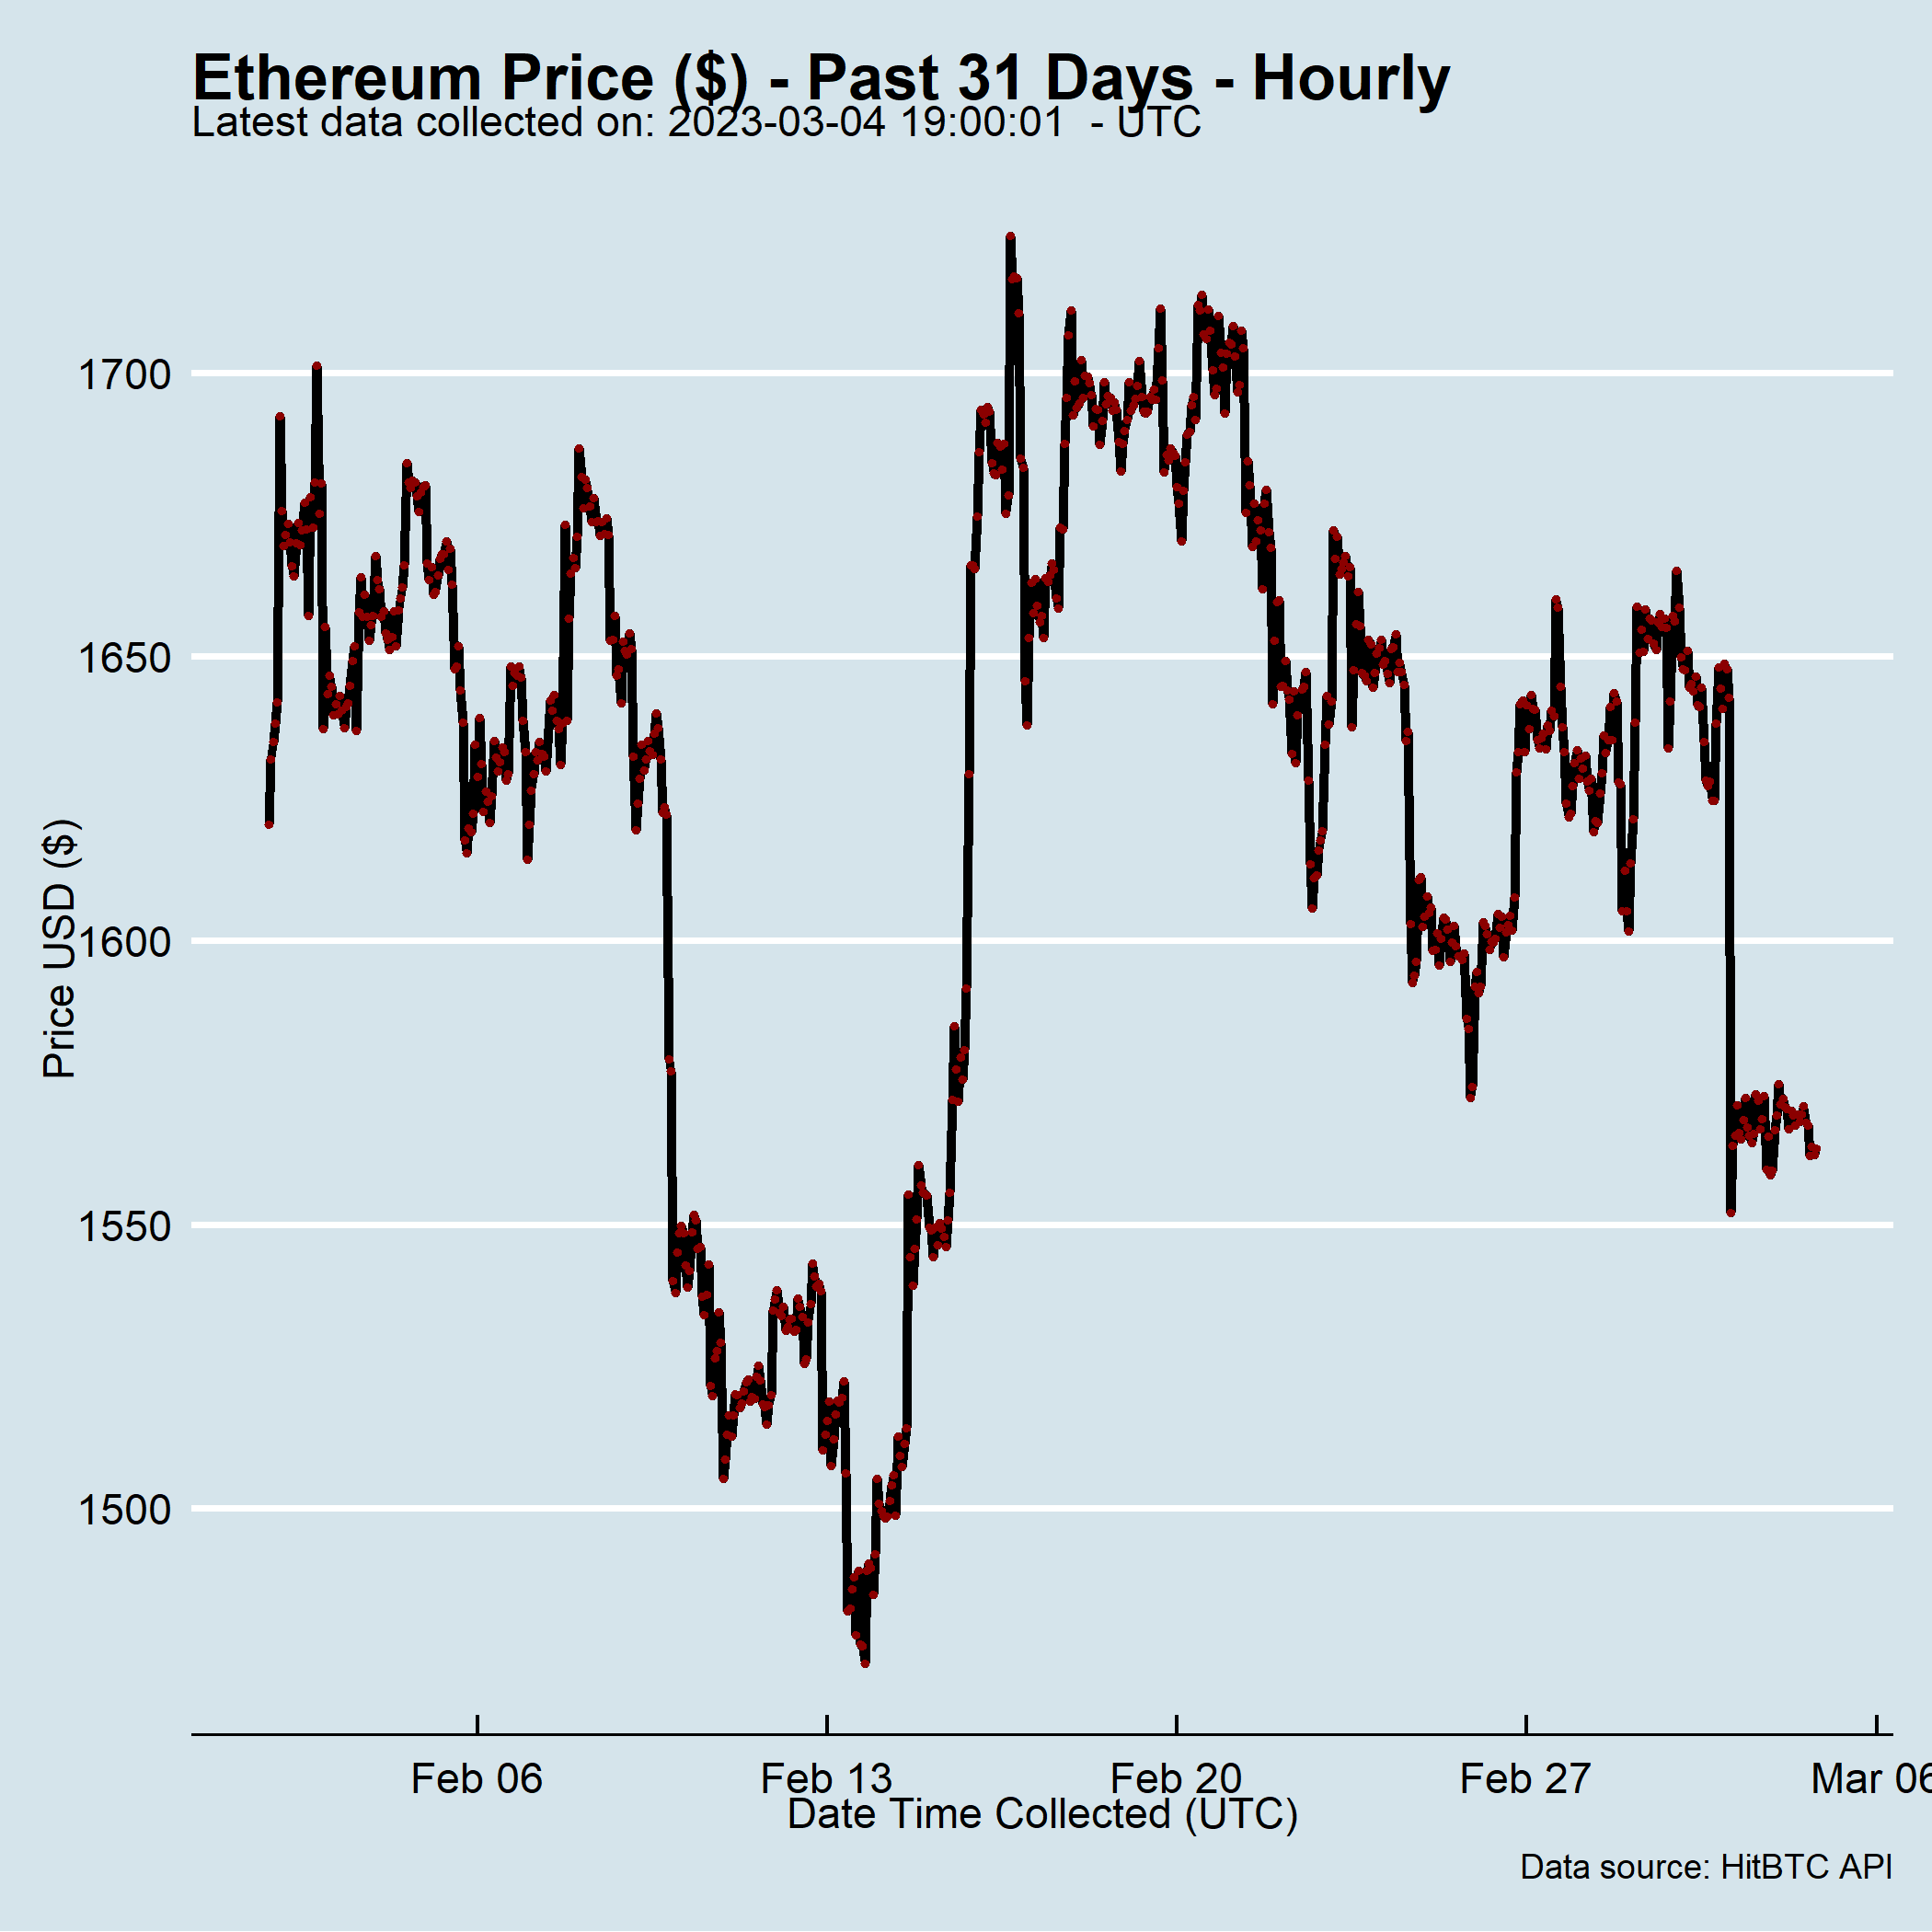 Ethereum Price ($) - Past 31 Days - Hourly
Latest data collected on: 2023-03-04 19:00:01  - UTC
Price USD ($)
1700
1650
1600
1550
1500
Feb 06
Feb 13
Feb 20
Feb 27
Mar 06
Date Time Collected (UTC)
Data source: HitBTC API